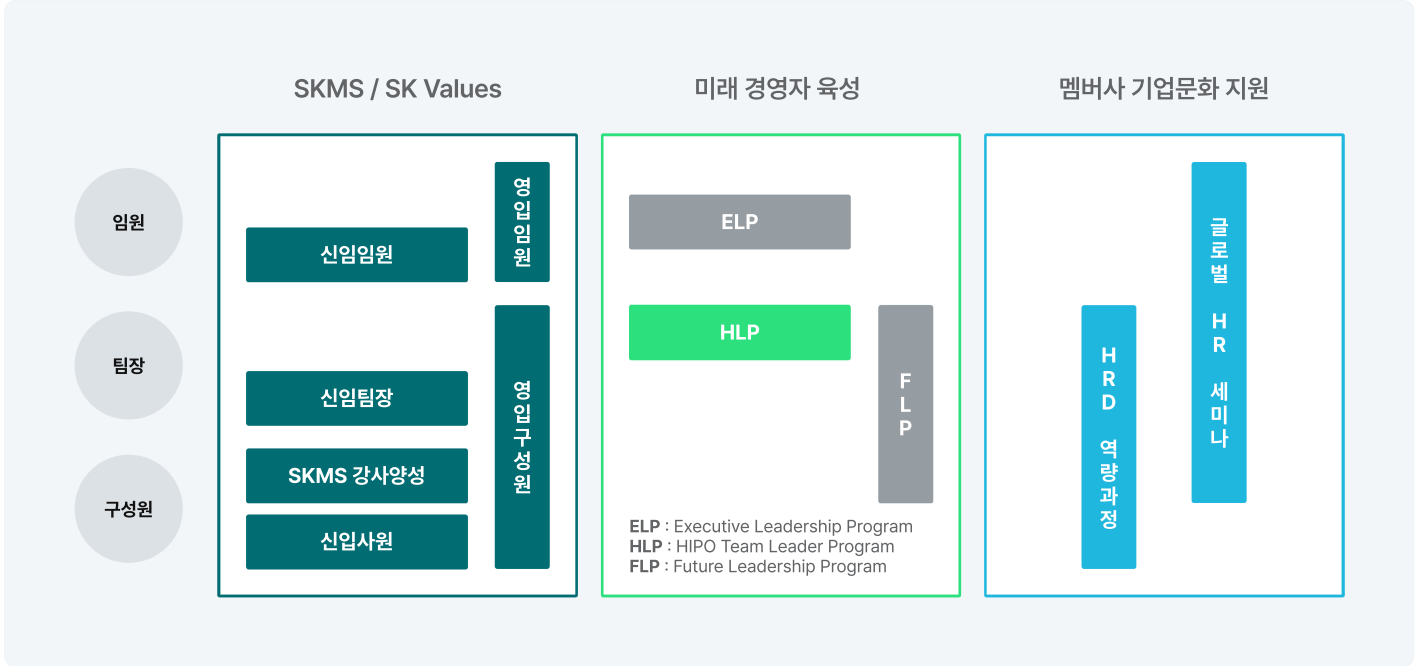 SKMS / SK Values
미래 경영자 육성
멤버사 기업문화 지원
임원
팀장
구성원
신임임원
영입임원
신임팀장
SKMS 강사양성
신입사원
영입구성원
ELP
HLP
FLP
ELP : Executive Leadership Program
HLP : HIPO Team Leader Program
FLP : Future Leadership Program
HRD 역량과정
글로벌 HR 세미나